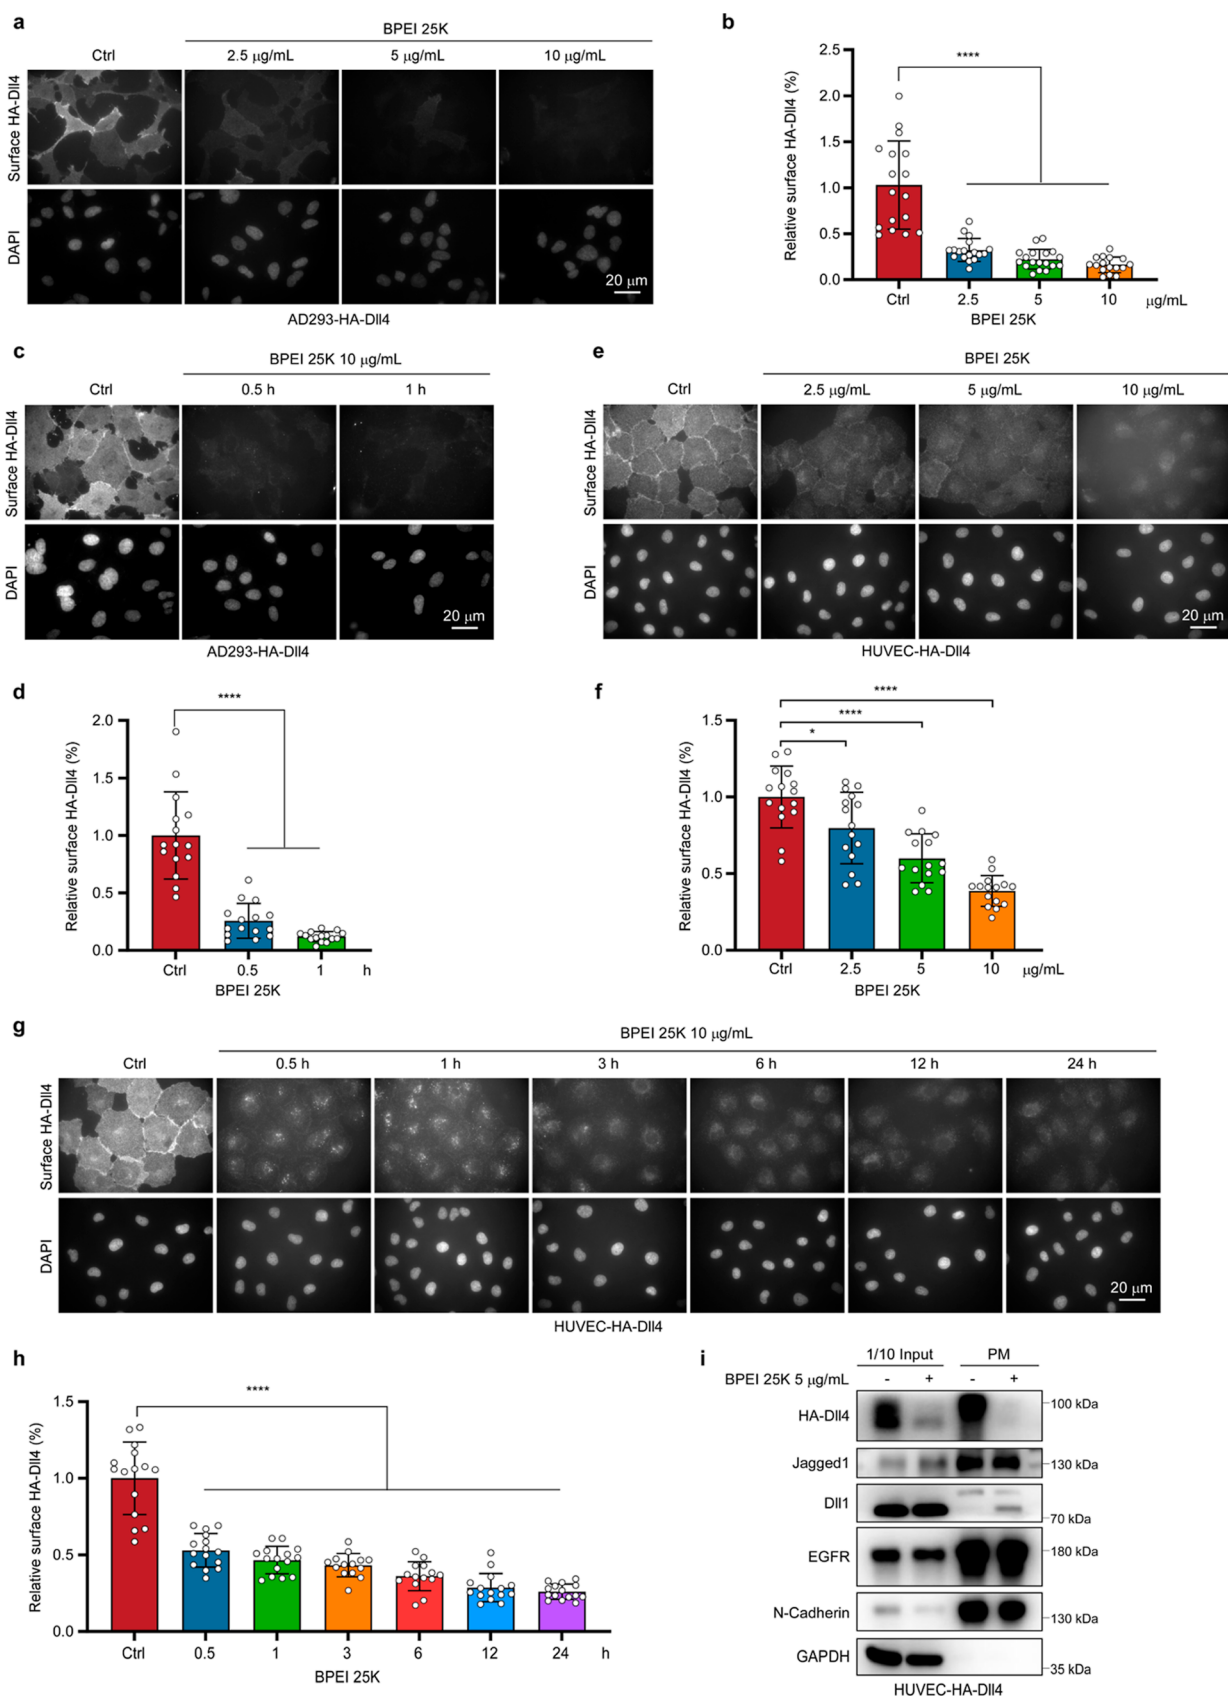 a
BPEI 25K
Ctrl 2.5 μg/mL 5 μg/mL 10 μg/mL
Surface HA-Dll4
DAPI
20 μm
AD293-HA-Dll4
b
Relative surface HA-Dll4 (%)
2.5
2.0
1.5
1.0
0.5
0.0
****
Ctrl 2.5 5 10 μg/mL
BPEI 25K
c
BPEI 25K 10 μg/mL
Ctrl 0.5 h 1 h
Surface HA-Dll4
DAPI
20 μm
AD293-HA-Dll4
e
BPEI 25K
Ctrl 2.5 μg/mL 5 μg/mL 10 μg/mL
Surface HA-Dll4
DAPI
20 μm
HUVEC-HA-Dll4
d
Relative surface HA-Dll4 (%)
2.0
1.5
1.0
0.5
0.0
****
Ctrl 0.5 1 h
BPEI 25K
f
Relative surface HA-Dll4 (%)
1.5
1.0
0.5
0.0
****
****
*
Ctrl 2.5 5 10 μg/mL
BPEI 25K
g
BPEI 25K 10 μg/mL
Ctrl 0.5 h 1 h 3 h 6 h 12 h 24 h
Surface HA-Dll4
DAPI
20 μm
HUVEC-HA-Dll4
h
Relative surface HA-Dll4 (%)
1.5
1.0
0.5
0.0
****
Ctrl 0.5 1 3 6 12 24 h
BPEI 25K
i
1/10 Input PM
BPEI 25K 5 μg/mL - + - +
HA-Dll4 100 kDa
Jagged1 130 kDa
Dll1 70 kDa
EGFR 180 kDa
N-Cadherin 130 kDa
GAPDH 35 kDa
HUVEC-HA-Dll4